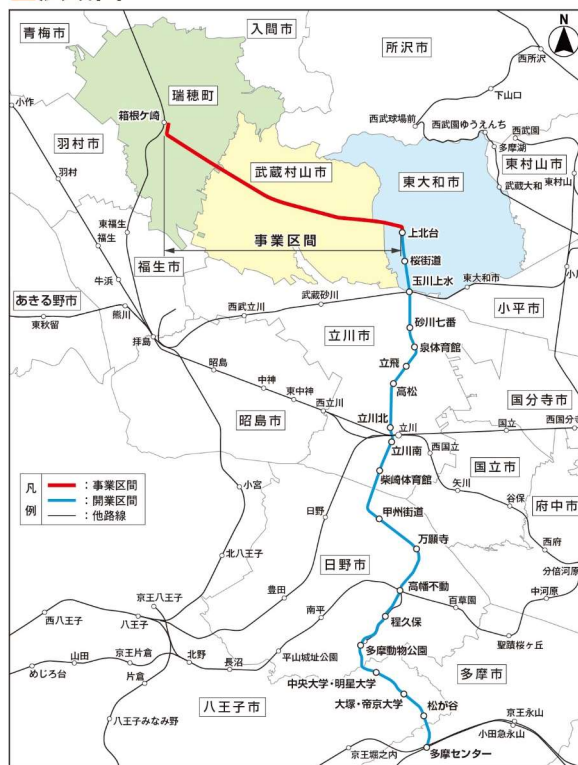 青梅市
入間市
所沢市
N
西所沢
瑞穂町
小作
箱根ケ崎
下山口
西武球場前
西武園ゆうえんち
西武園
多摩湖
羽村市
武蔵村山市
東大和市
東村山市
武蔵大和
東村山
羽村
上北台
事業区間
東福生
福生
福生市
桜街道
玉川上水
東大和市
牛浜
武蔵砂川
西武立川
小平市
あきる野市
熊川
東秋留
拝島
立川市
砂川七番
泉体育館
昭島
立飛
中神
高松
東中神
国分寺市
西立川
昭島市
立川北
立川
国立
西国分寺
立川南
西国立
国立市
柴崎体育館
矢川
谷保
府中市
凡例
:事業区間
:開業区間
:他路線
小宮
日野
甲州街道
西府
万願寺
分倍河原
北八王子
日野市
高幡不動
中河原
豊田
百草園
京王八王子
南平
程久保
西八王子
八王子
聖蹟桜ヶ丘
多摩動物公園
山田
京王片倉
北野
長沼
平山城址公園
多摩市
めじろ台
片倉
中央大学・明星大学
大塚・帝京大学
八王子市
松が谷
京王永山
八王子みなみ野
小田急永山
京王堀之内
多摩センター